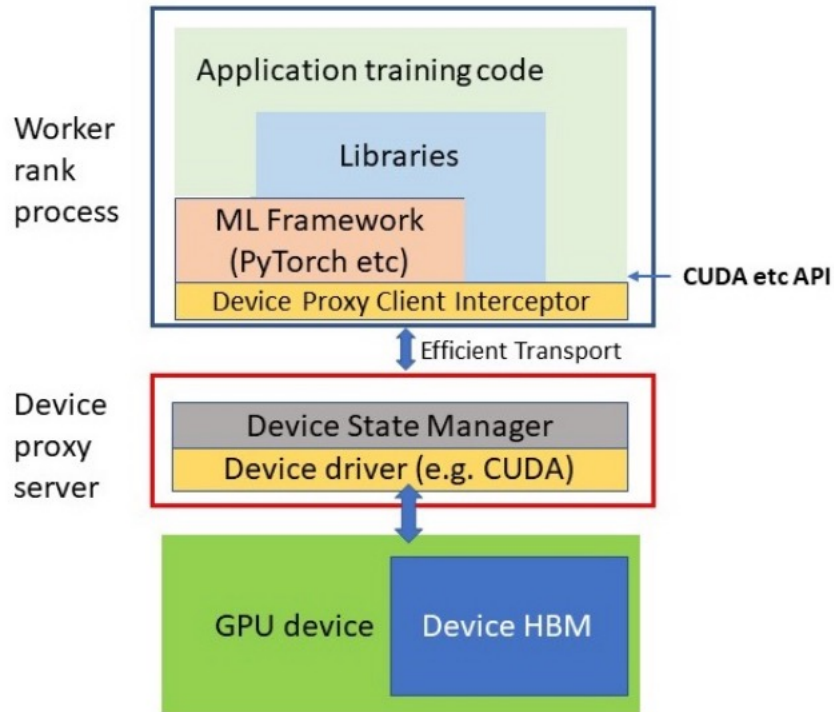 Application training code
Worker
rank
process
Libraries
ML Framework
(PyTorch etc)
CUDA etc API
Device Proxy Client Interceptor
Efficient Transport
Device
proxy
server
Device State Manager
Device driver (e.g. CUDA)
GPU device
Device HBM